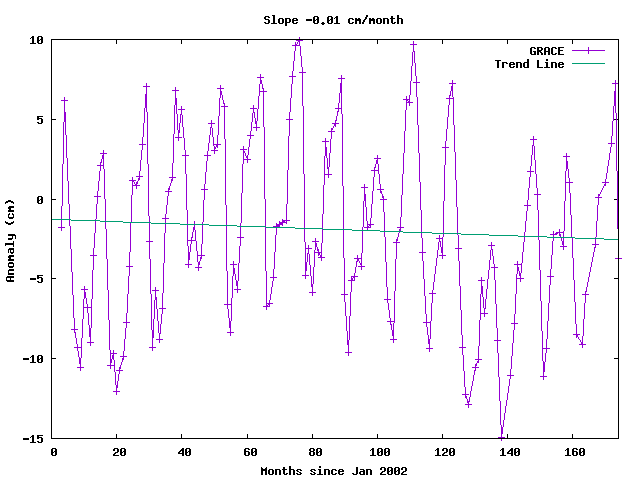 Slope -0.01 cm/month
GRACE
Trend Line
Anomaly (cm)
10
5
0
-5
-10
-15
0 20 40 60 80 100 120 140 160
Months since Jan 2002